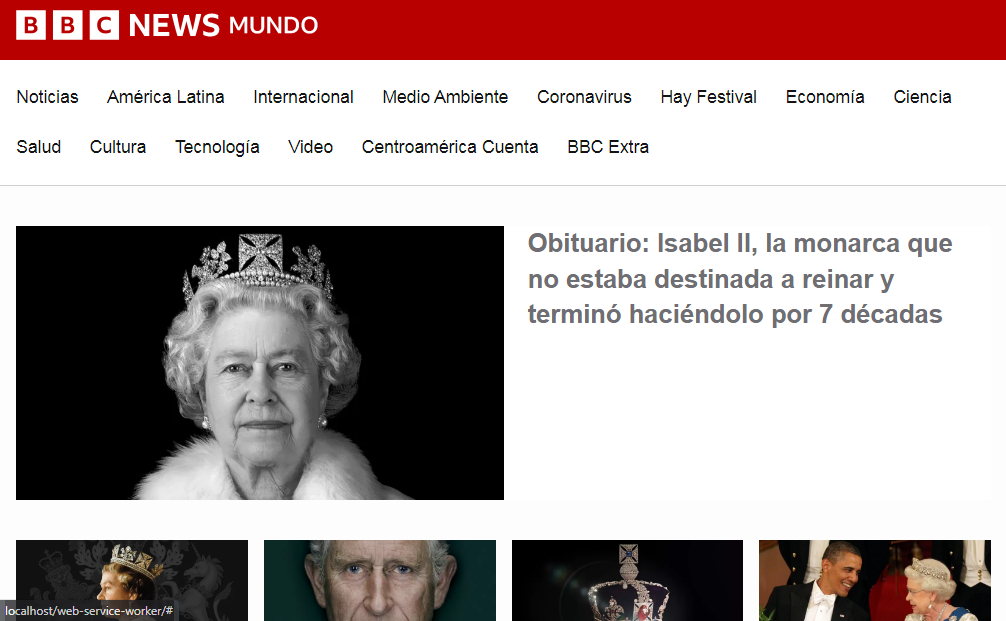 BBC NEWS MUNDO
Noticias América Latina Internacional Medio Ambiente Coronavirus Hay Festival Economía Ciencia
Salud Cultura Tecnología Video Centroamérica Cuenta BBC Extra
Obituario: Isabel II, la monarca que
no estaba destinada a reinar y
terminó haciéndolo por 7 décadas
localhost/web-service-worker/#